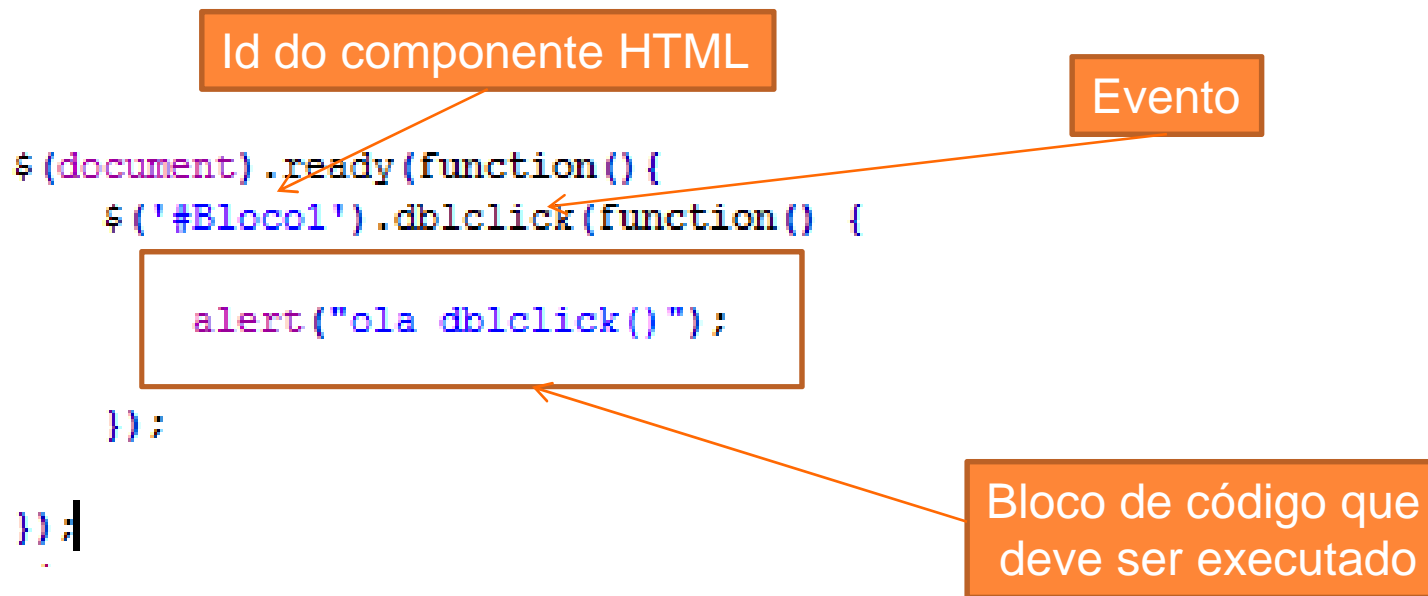 Id do componente HTML
Evento
$(document).ready(function(){
$('#Bloco1').dblclick(function() {
alert("ola dblclick()");
});
});
Bloco de código que
deve ser executado